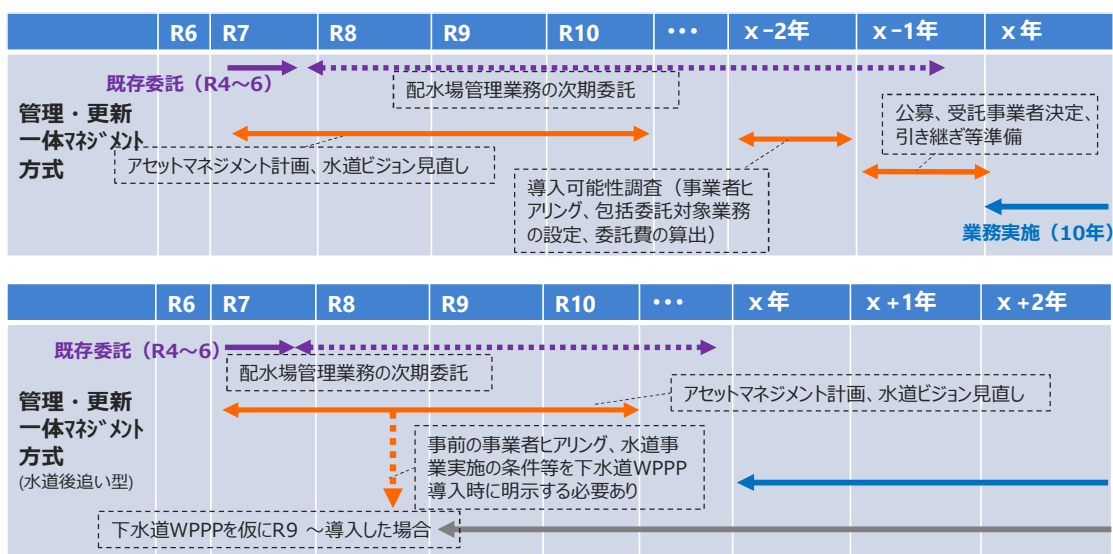 R6 R7 R8 R9 R10 ・・・ x-2年 x-1年 x年
既存委託（R4～6）
配水場管理業務の次期委託
管理・更新
一体ﾏﾈｼﾞﾒﾝﾄ
方式
アセットマネジメント計画、水道ビジョン見直し
公募、受託事業者決定、
引き継ぎ等準備
導入可能性調査（事業者ヒ
アリング、包括委託対象業務
の設定、委託費の算出）
業務実施（10年）
R6 R7 R8 R9 R10 ・・・ x年 x+1年 x+2年
既存委託（R4～6）
配水場管理業務の次期委託
アセットマネジメント計画、水道ビジョン見直し
管理・更新
一体ﾏﾈｼﾞﾒﾝﾄ
方式
(水道後追い型)
事前の事業者ヒアリング、水道事
業実施の条件等を下水道WPPP
導入時に明示する必要あり
下水道WPPPを仮にR9 ～導入した場合